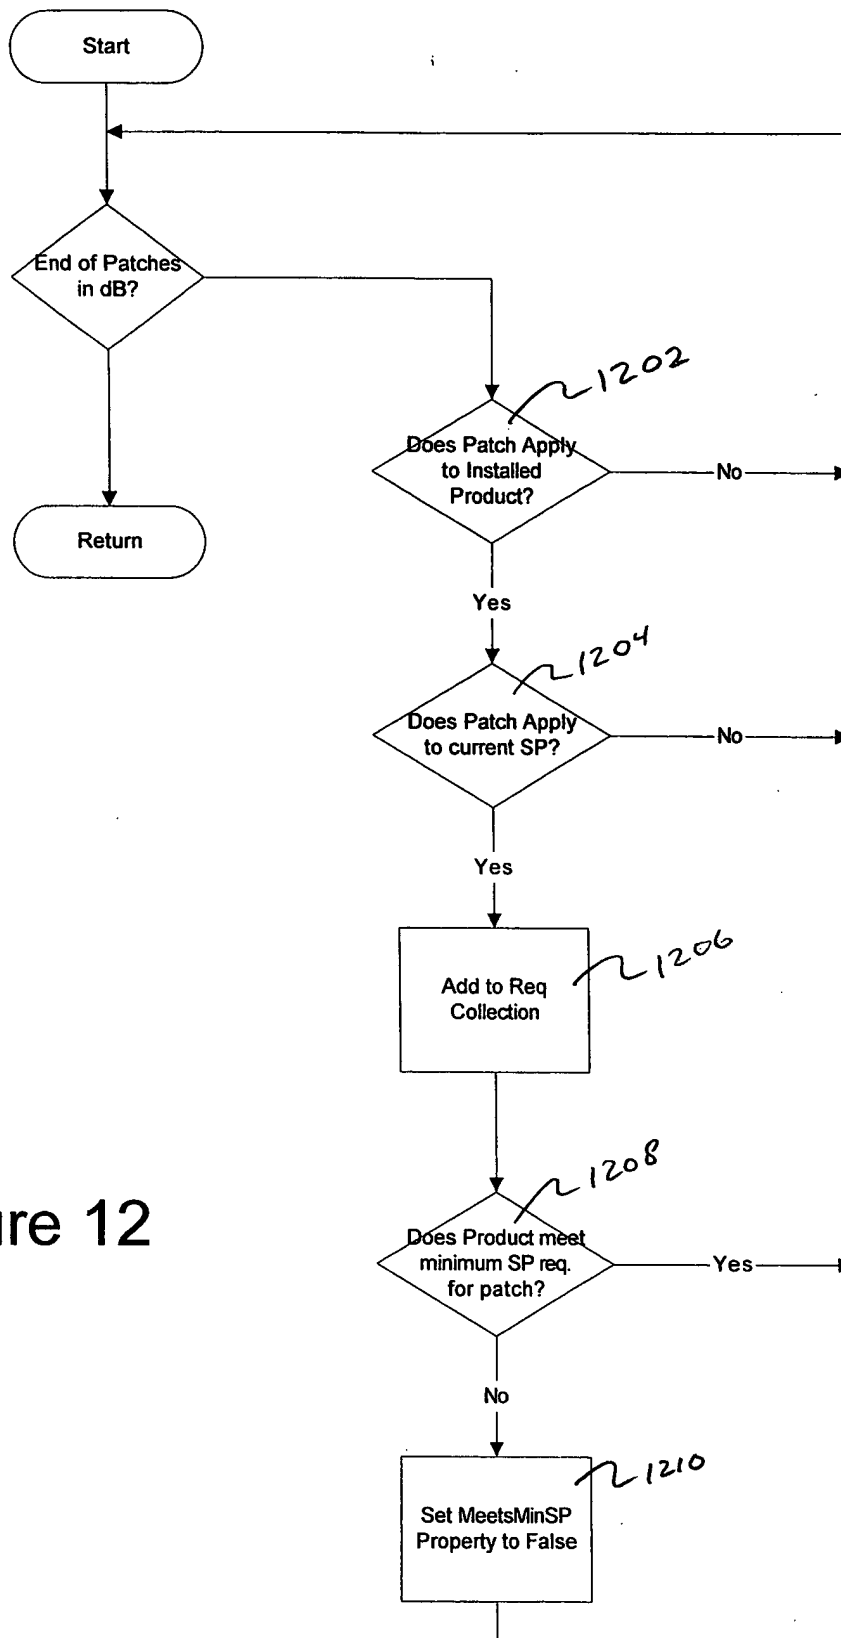 Start
End of Patches
in dB?
1202
Does Patch Apply
to Installed
Product?
No
Return
Yes
1204
Does Patch Apply
to current SP?
No
Yes
1206
Add to Req
Collection
1208
ure 12
Does Product meet
minimum SP req.
for patch?
Yes
No
1210
Set MeetsMinSP
Property to False